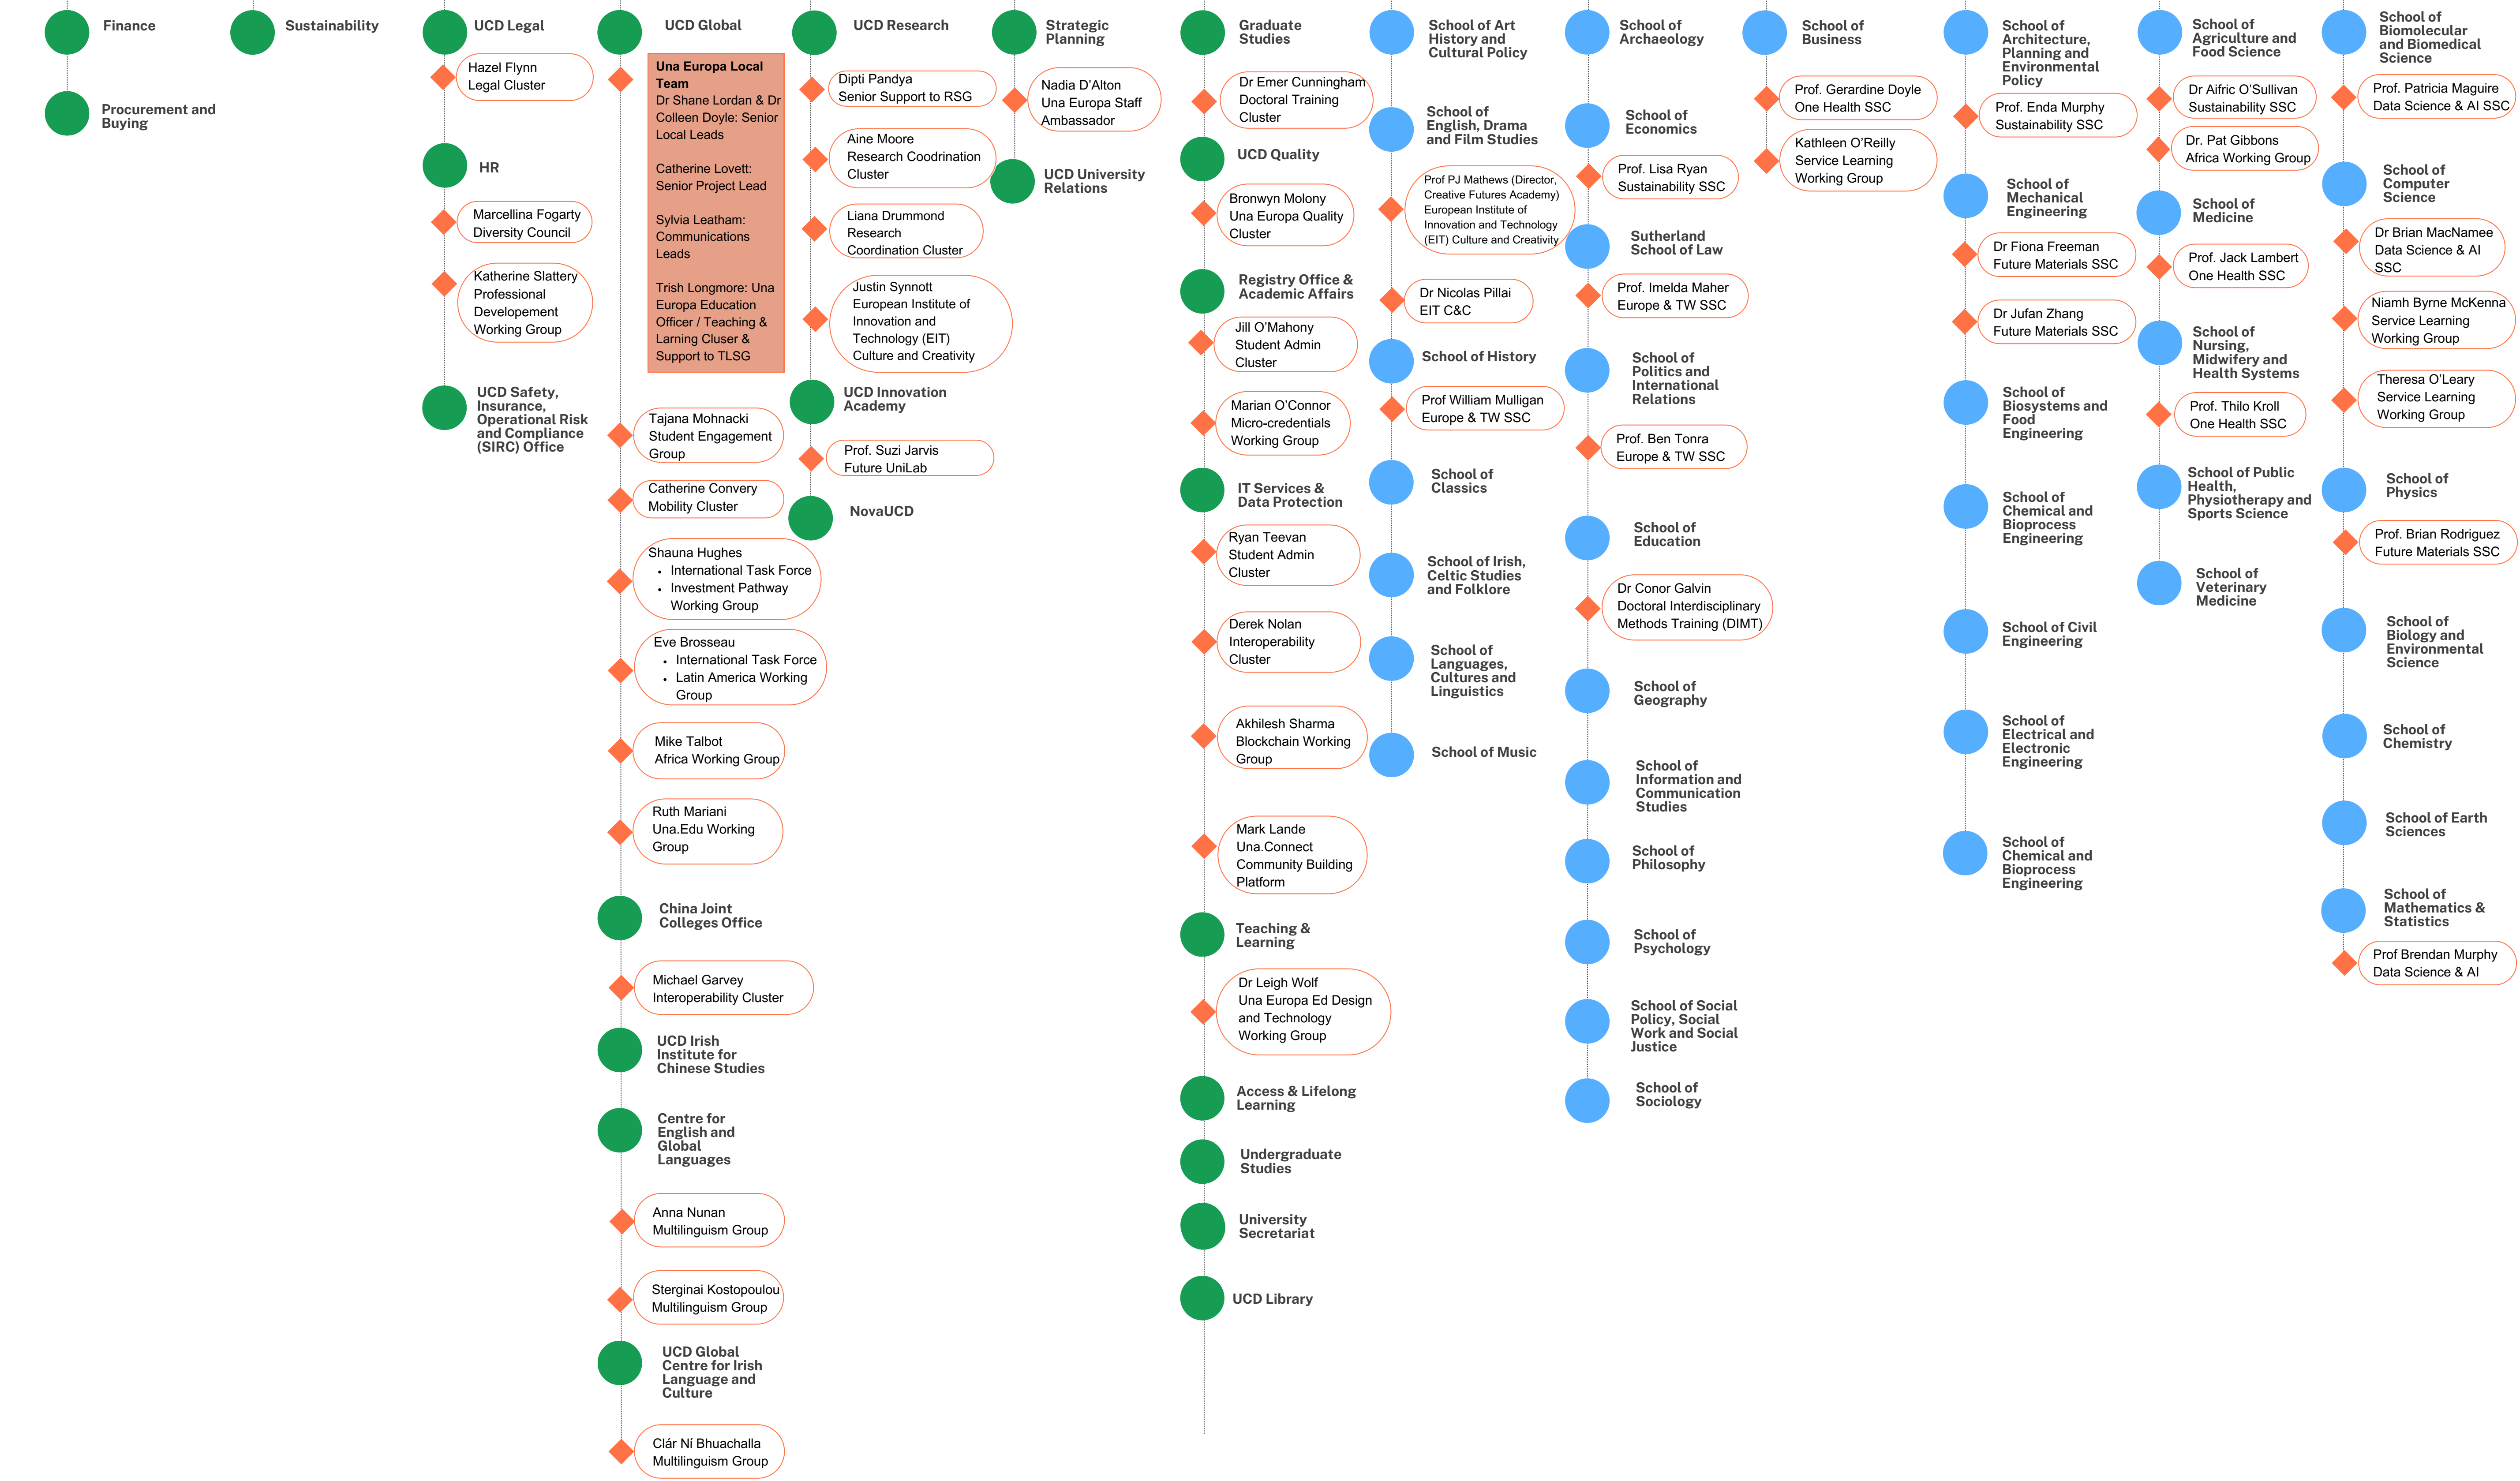 Finance
Procurement and
Buying
Sustainability
UCD Legal
Hazel Flynn
Legal Cluster
HR
Marcellina Fogarty
Diversity Council
Katherine Slattery
Professional
Developement
Working Group
UCD Safety,
Insurance,
Operational Risk
and Compliance
(SIRC) Office
UCD Global
Una Europa Local
Team
Dr Shane Lordan & Dr
Colleen Doyle: Senior
Local Leads
Catherine Lovett:
Senior Project Lead
Sylvia Leatham:
Communications
Leads
Trish Longmore: Una
Europa Education
Officer / Teaching &
Larning Cluser &
Support to TLSG
Tajana Mohnacki
Student Engagement
Group
Catherine Convery
Mobility Cluster
Shauna Hughes
• International Task Force
• Investment Pathway
Working Group
Eve Brosseau
• International Task Force
• Latin America Working
Group
Mike Talbot
Africa Working Group
Ruth Mariani
Una.Edu Working
Group
China Joint
Colleges Office
Michael Garvey
Interoperability Cluster
UCD Irish
Institute for
Chinese Studies
Centre for
English and
Global
Languages
Anna Nunan
Multilinguism Group
Sterginai Kostopoulou
Multilinguism Group
UCD Global
Centre for Irish
Language and
Culture
Clár Ní Bhuachalla
Multilinguism Group
UCD Research
Dipti Pandya
Senior Support to RSG
Aine Moore
Research Coodrination
Cluster
Liana Drummond
Research
Coordination Cluster
Justin Synnott
European Institute of
Innovation and
Technology (EIT)
Culture and Creativity
UCD Innovation
Academy
Prof. Suzi Jarvis
Future UniLab
NovaUCD
Strategic
Planning
Nadia D'Alton
Una Europa Staff
Ambassador
UCD University
Relations
Graduate
Studies
Dr Emer Cunningham
Doctoral Training
Cluster
UCD Quality
Bronwyn Molony
Una Europa Quality
Cluster
Registry Office &
Academic Affairs
Jill O'Mahony
Student Admin
Cluster
Marian O'Connor
Micro-credentials
Working Group
IT Services &
Data Protection
Ryan Teevan
Student Admin
Cluster
Derek Nolan
Interoperability
Cluster
Akhilesh Sharma
Blockchain Working
Group
Mark Lande
Una.Connect
Community Building
Platform
Teaching &
Learning
Dr Leigh Wolf
Una Europa Ed Design
and Technology
Working Group
Access & Lifelong
Learning
Undergraduate
Studies
University
Secretariat
UCD Library
School of Art
History and
Cultural Policy
School of
English, Drama
and Film Studies
Prof PJ Mathews (Director,
Creative Futures Academy)
European Institute of
Innovation and Technology
(EIT) Culture and Creativity
Dr Nicolas Pillai
EIT C&C
School of History
Prof William Mulligan
Europe & TW SSC
School of
Classics
School of Irish,
Celtic Studies
and Folklore
School of
Languages,
Cultures and
Linguistics
School of Music
School of
Archaeology
School of
Economics
Prof. Lisa Ryan
Sustainability SSC
Sutherland
School of Law
Prof. Imelda Maher
Europe & TW SSC
School of
Politics and
International
Relations
Prof. Ben Tonra
Europe & TW SSC
School of
Education
Dr Conor Galvin
Doctoral Interdisciplinary
Methods Training (DIMT)
School of
Geography
School of
Information and
Communication
Studies
School of
Philosophy
School of
Psychology
School of Social
Policy, Social
Work and Social
Justice
School of
Sociology
School of
Business
Prof. Gerardine Doyle
One Health SSC
Kathleen O'Reilly
Service Learning
Working Group
School of
Architecture,
Planning and
Environmental
Policy
Prof. Enda Murphy
Sustainability SSC
School of
Mechanical
Engineering
Dr Fiona Freeman
Future Materials SSC
Dr Jufan Zhang
Future Materials SSC
School of
Biosystems and
Food
Engineering
School of
Chemical and
Bioprocess
Engineering
School of Civil
Engineering
School of
Electrical and
Electronic
Engineering
School of
Chemical and
Bioprocess
Engineering
School of
Agriculture and
Food Science
Dr Aifric O'Sullivan
Sustainability SSC
Dr. Pat Gibbons
Africa Working Group
School of
Medicine
Prof. Jack Lambert
One Health SSC
School of
Nursing,
Midwifery and
Health Systems
Prof. Thilo Kroll
One Health SSC
School of Public
Health,
Physiotherapy and
Sports Science
School of
Veterinary
Medicine
School of
Biomolecular
and Biomedical
Science
Prof. Patricia Maguire
Data Science & AI SSC
School of
Computer
Science
Dr Brian MacNamee
Data Science & AI
SSC
Niamh Byrne McKenna
Service Learning
Working Group
Theresa O'Leary
Service Learning
Working Group
School of
Physics
Prof. Brian Rodriguez
Future Materials SSC
School of
Biology and
Environmental
Science
School of
Chemistry
School of Earth
Sciences
School of
Mathematics &
Statistics
Prof Brendan Murphy
Data Science & AI